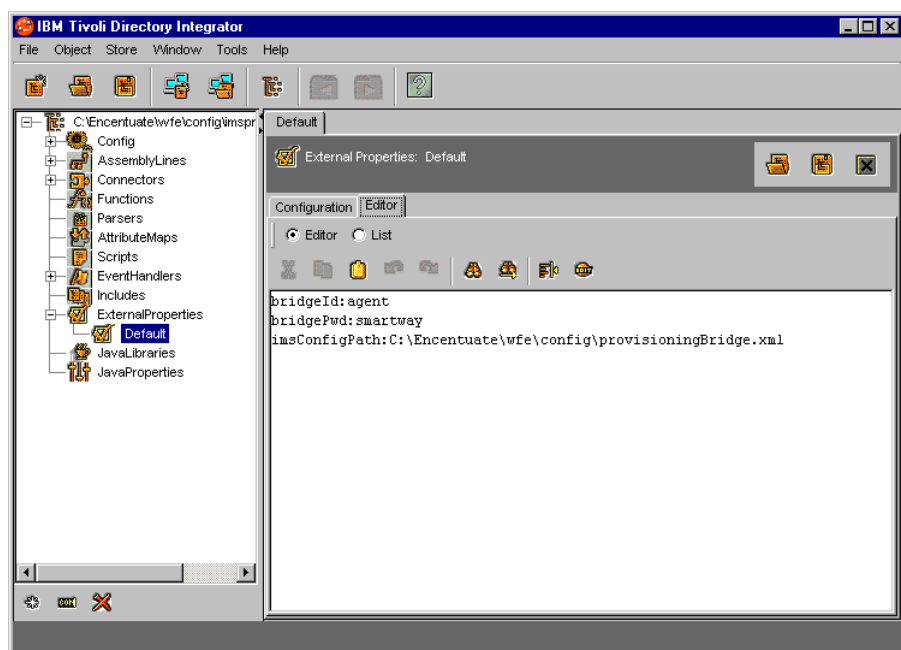 IBM Tivoli Directory Integrator
File Object Store Window Tools Help
C:\Encentuate\wfe\config\imspr
Config
AssemblyLines
Connectors
Functions
Parsers
AttributeMaps
Scripts
EventHandlers
Includes
ExternalProperties
Default
JavaLibraries
JavaProperties
Default
External Properties: Default
Configuration Editor
Editor List
bridgeId:agent
bridgePwd:smartway
imsConfigPath:C:\Encentuate\wfe\config\provisioningBridge.xml